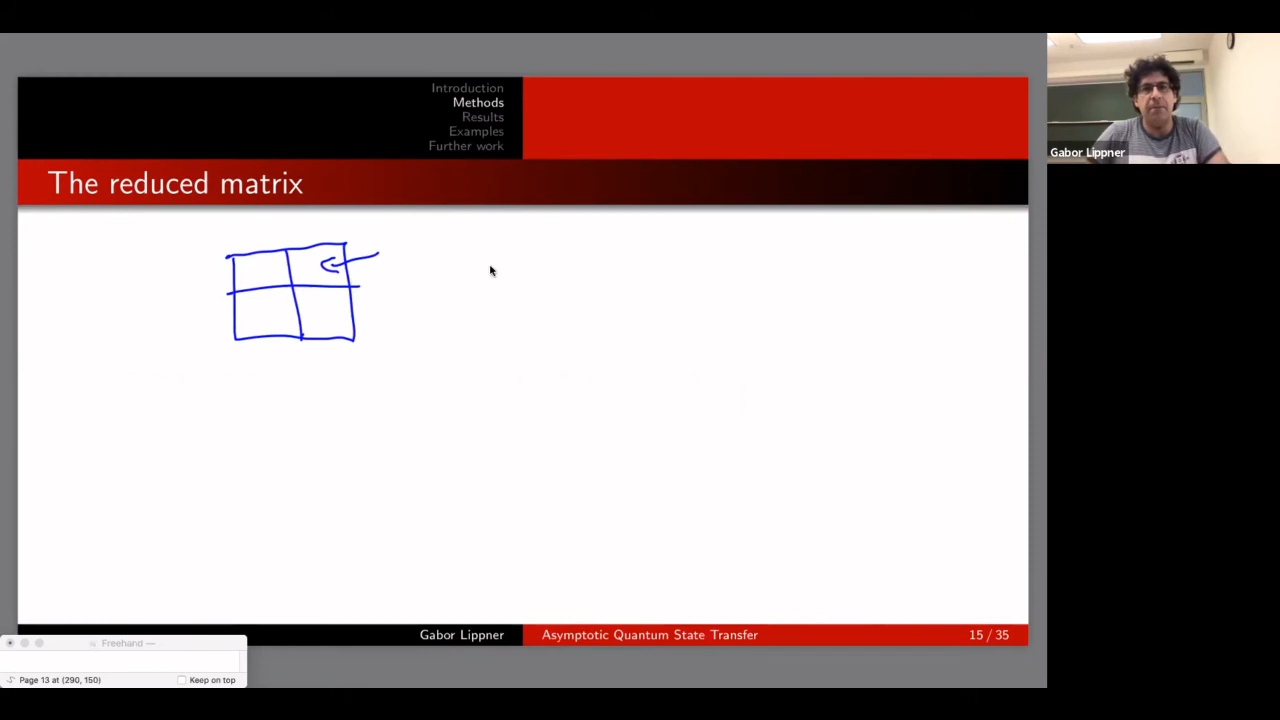 Introduction
Methods
Results
Examples
Further work
The reduced matrix
Gabor Lippner
Gabor Lippner
Asymptotic Quantum State Transfer
15 / 35
Freehand —
Page 13 at (290, 150)
Keep on top